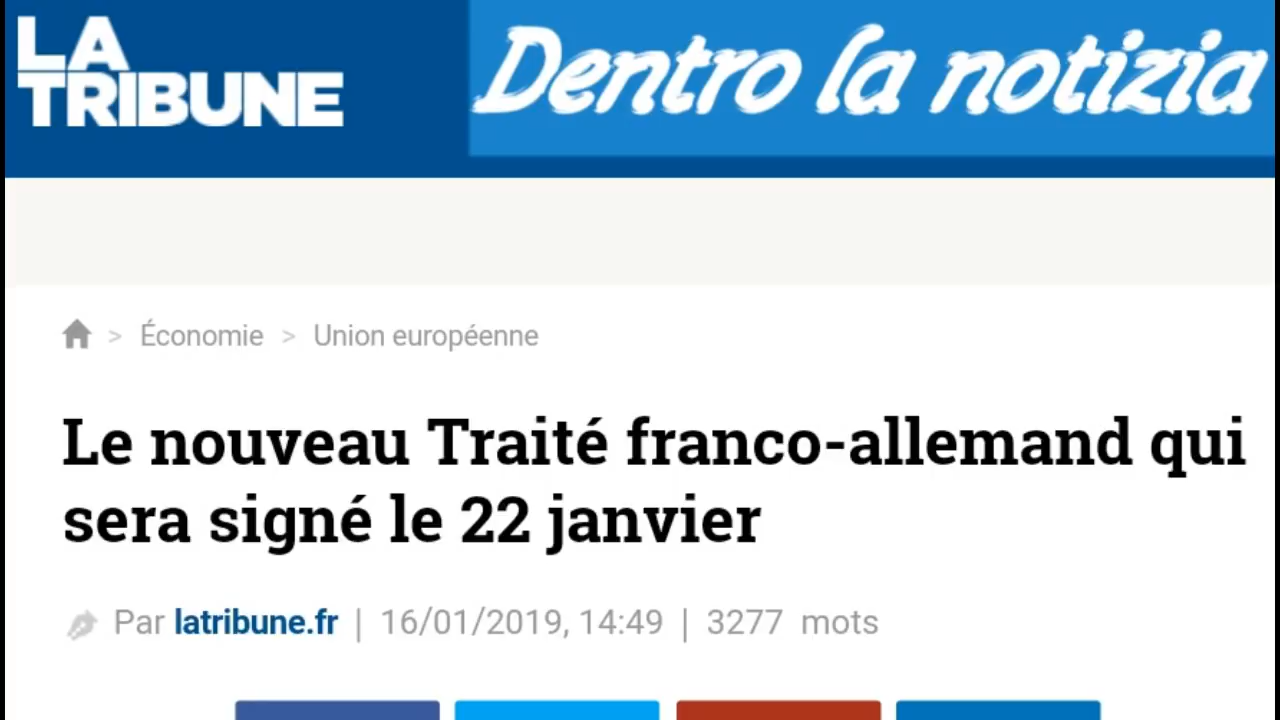 LA
TRIBUNE
Dentro la notizia
> Économie > Union européenne
Le nouveau Traité franco-allemand qui
sera signé le 22 janvier
Par latribune.fr | 16/01/2019, 14:49 | 3277 mots